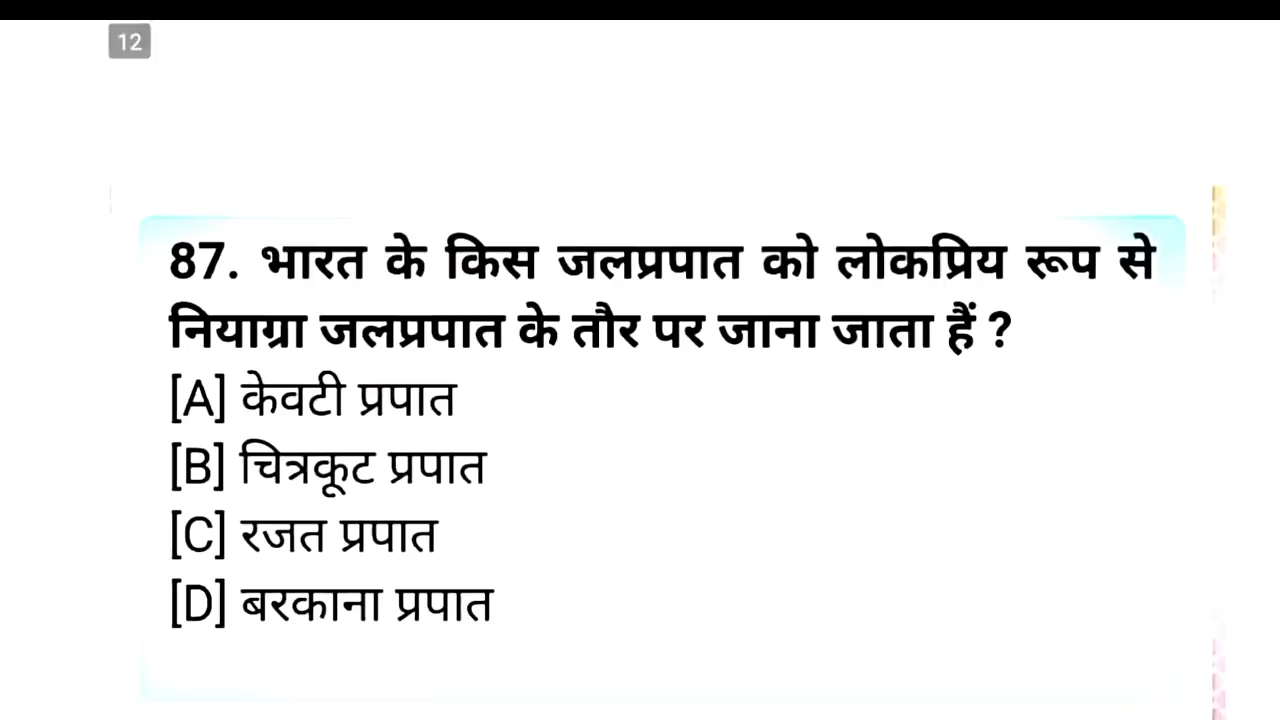 12
87. भारत के किस जलप्रपात को लोकप्रिय रूप से
नियाग्रा जलप्रपात के तौर पर जाना जाता हैं ?
[A] केवटी प्रपात
[B] चित्रकूट प्रपात
[C] रजत प्रपात
[D] बरकाना प्रपात